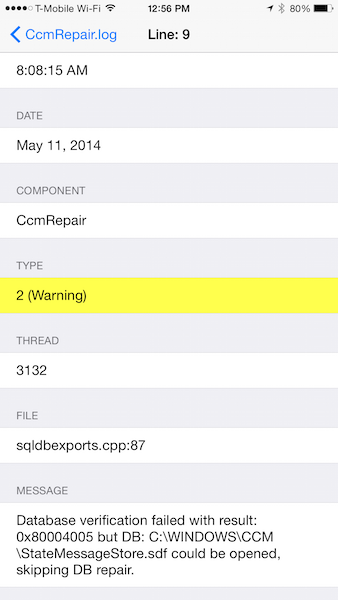 T-Mobile Wi-Fi 12:56 PM 80%
CcmRepair.log Line: 9
8:08:15 AM
DATE
May 11, 2014
COMPONENT
CcmRepair
TYPE
2 (Warning)
THREAD
3132
FILE
sqldbexports.cpp:87
MESSAGE
Database verification failed with result:
0x80004005 but DB: C:\WINDOWS\CCM
\StateMessageStore.sdf could be opened,
skipping DB repair.